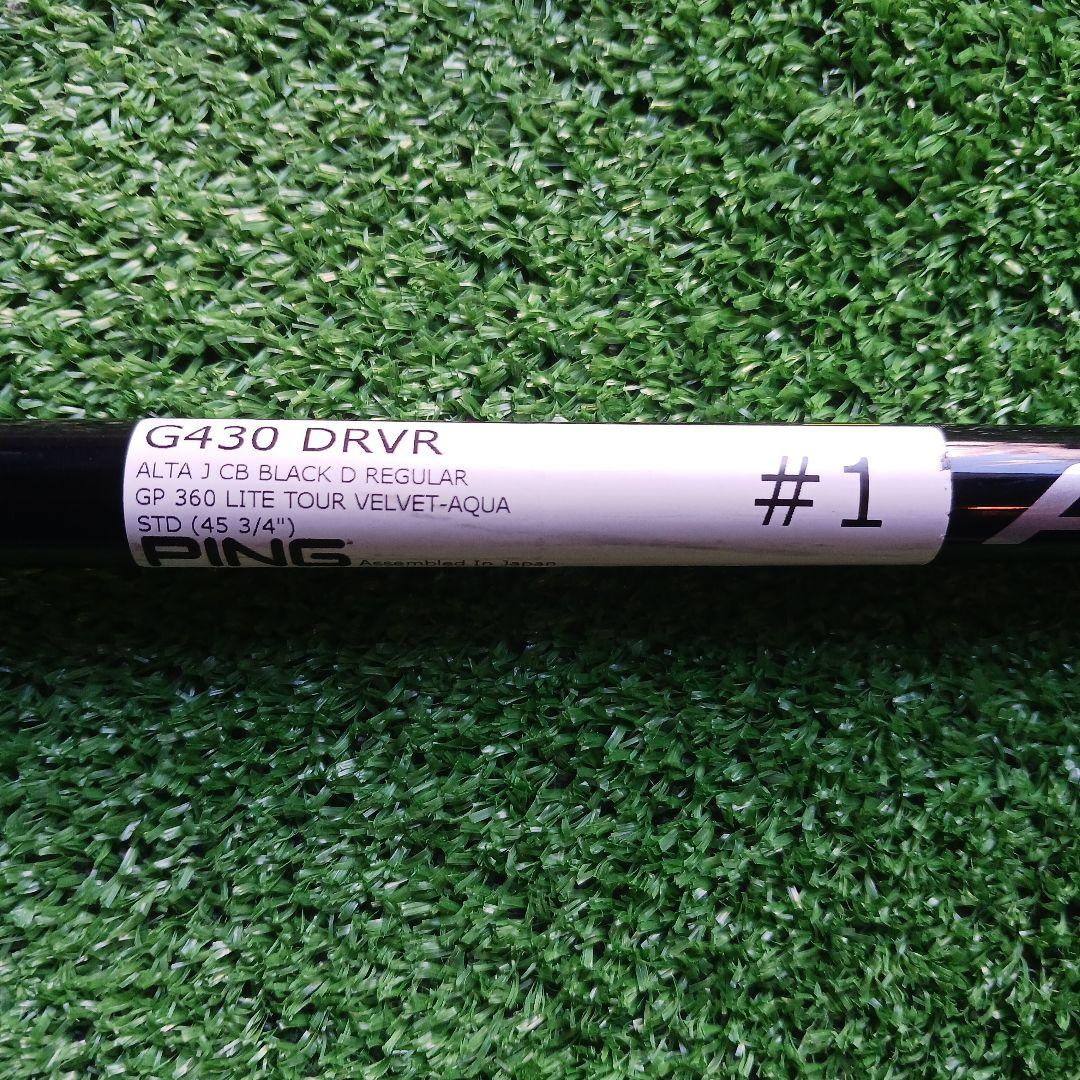 G430 DRVR
ALTA J CB BLACK D REGULAR
GP 360 LITE TOUR VELVET-AQUA
STD (45 3/4")
PING Assembled In Japan
#1
A